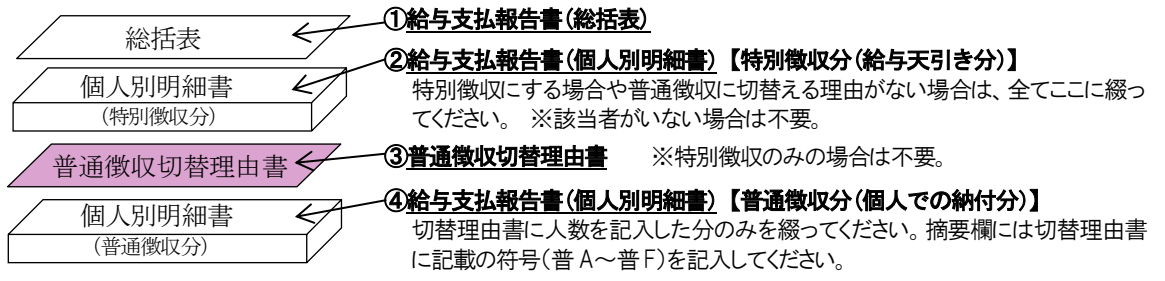 総括表
①給与支払報告書(総括表)
個人別明細書
(特別徴収分)
②給与支払報告書(個人別明細書)【特別徴収分(給与天引き分)】
特別徴収にする場合や普通徴収に切替える理由がない場合は、全てここに綴っ
てください。 ※該当者がいない場合は不要。
普通徴収切替理由書
③普通徴収切替理由書 ※特別徴収のみの場合は不要。
個人別明細書
(普通徴収分)
④給与支払報告書(個人別明細書)【普通徴収分(個人での納付分)】
切替理由書に人数を記入した分のみを綴ってください。摘要欄には切替理由書
に記載の符号(普A～普F)を記入してください。